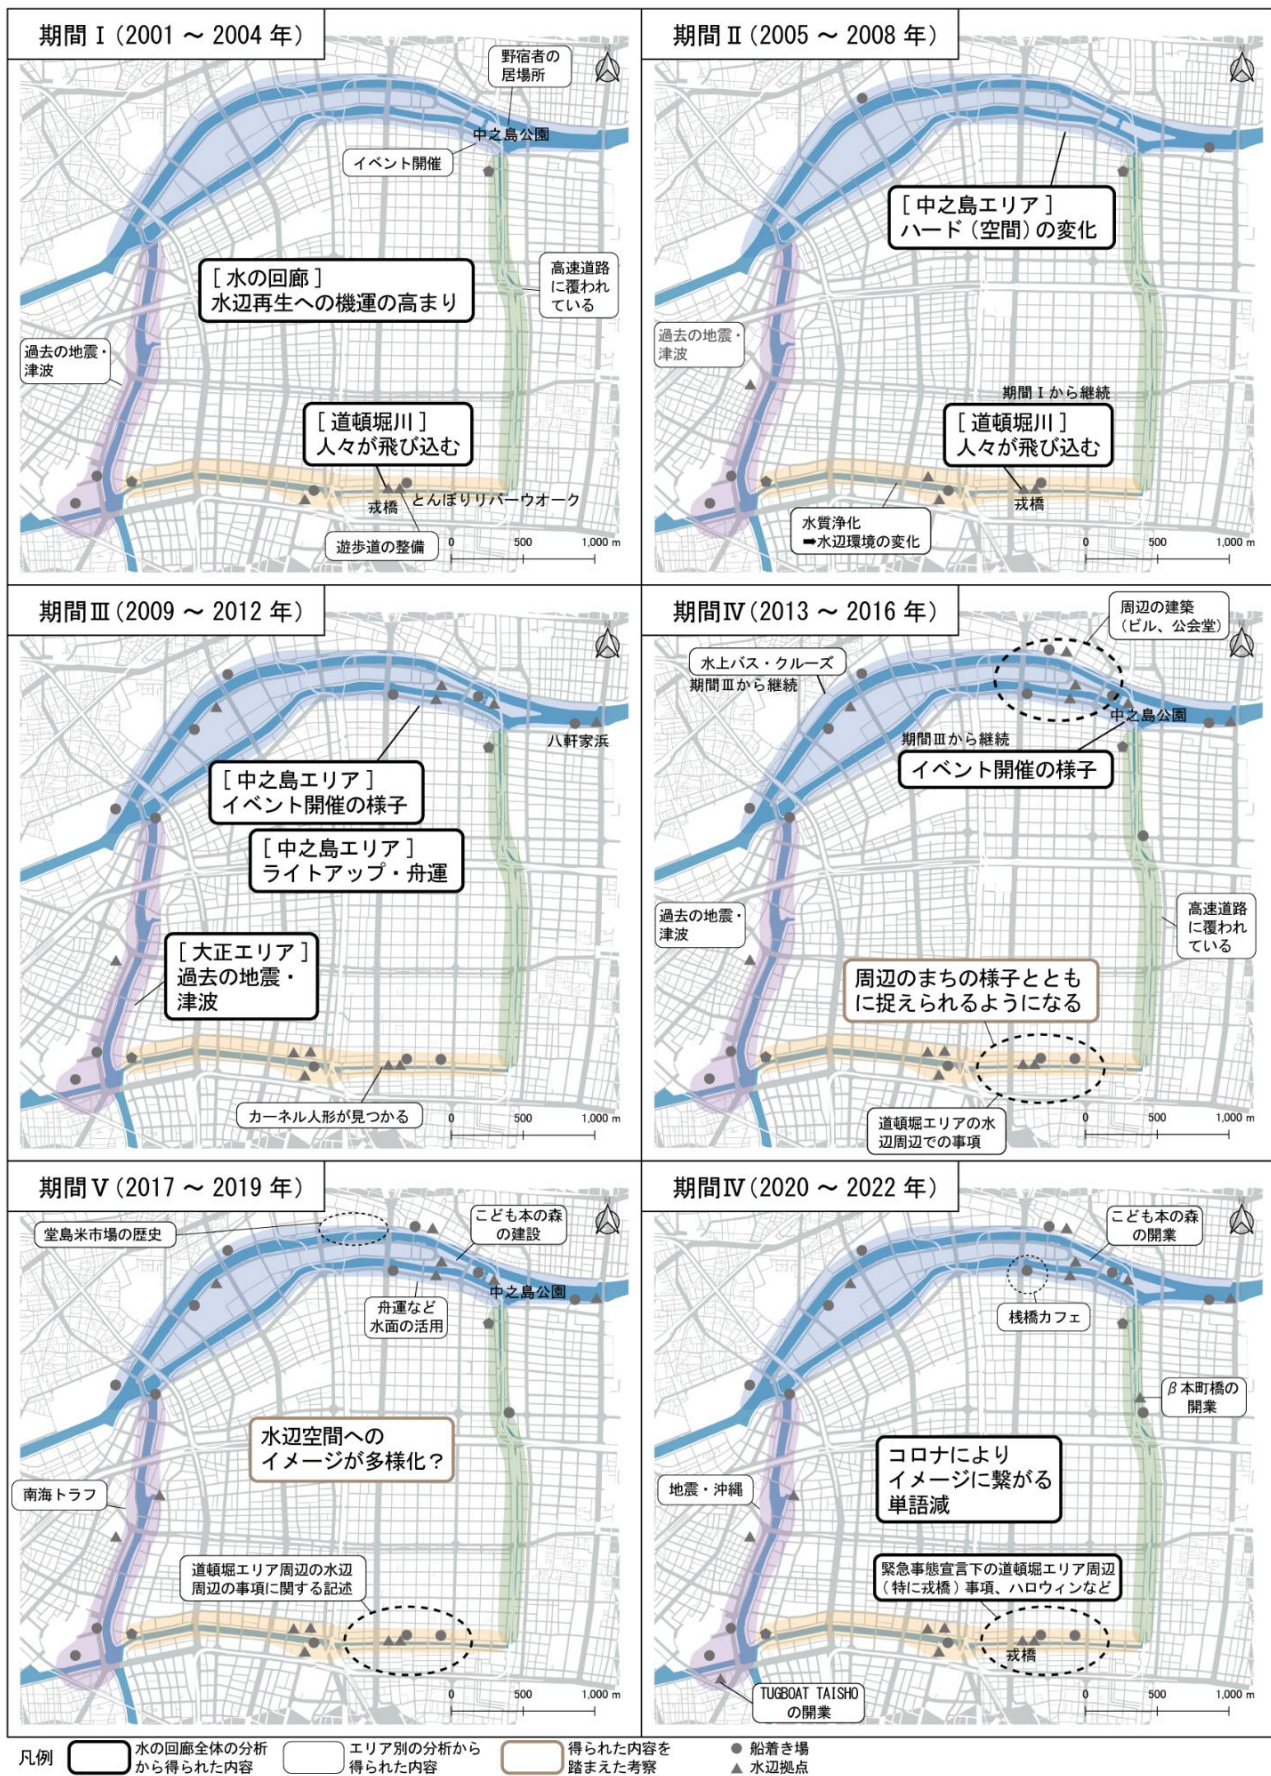 期間Ⅰ(2001 ～ 2004 年)
野宿者の
居場所
中之島公園
イベント開催
[ 水の回廊 ]
水辺再生への機運の高まり
高速道路
に覆われ
ている
過去の地震・
津波
[ 道頓堀川 ]
人々が飛び込む
とんぼりリバーウオーク
戎橋
遊歩道の整備
0 500 1,000 m
期間Ⅱ(2005 ～ 2008 年)
[ 中之島エリア ]
ハード(空間)の変化
過去の地震・
津波
期間Ⅰから継続
[ 道頓堀川 ]
人々が飛び込む
戎橋
水質浄化
➡水辺環境の変化
0 500 1,000 m
期間Ⅲ(2009 ～ 2012 年)
八軒家浜
[ 中之島エリア ]
イベント開催の様子
[ 中之島エリア ]
ライトアップ・舟運
[ 大正エリア ]
過去の地震・
津波
カーネル人形が見つかる
0 500 1,000 m
期間Ⅳ(2013 ～ 2016 年)
周辺の建築
(ビル、公会堂)
水上バス・クルーズ
期間Ⅲから継続
中之島公園
期間Ⅲから継続
イベント開催の様子
過去の地震・
津波
高速道路
に覆われ
ている
周辺のまちの様子ととも
に捉えられるようになる
道頓堀エリアの水
辺周辺での事項
0 500 1,000 m
期間Ⅴ(2017 ～ 2019 年)
堂島米市場の歴史
こども本の森
の建設
中之島公園
舟運など
水面の活用
水辺空間への
イメージが多様化？
南海トラフ
道頓堀エリア周辺の水辺
周辺の事項に関する記述
0 500 1,000 m
期間Ⅳ(2020 ～ 2022 年)
こども本の森
の開業
桟橋カフェ
β本町橋の
開業
コロナにより
イメージに繋がる
単語減
地震・沖縄
緊急事態宣言下の道頓堀エリア周辺
(特に戎橋)事項、ハロウィンなど
戎橋
TUGBOAT TAISHO
の開業
0 500 1,000 m
凡例
水の回廊全体の分析
から得られた内容
エリア別の分析から
得られた内容
得られた内容を
踏まえた考察
船着き場
水辺拠点